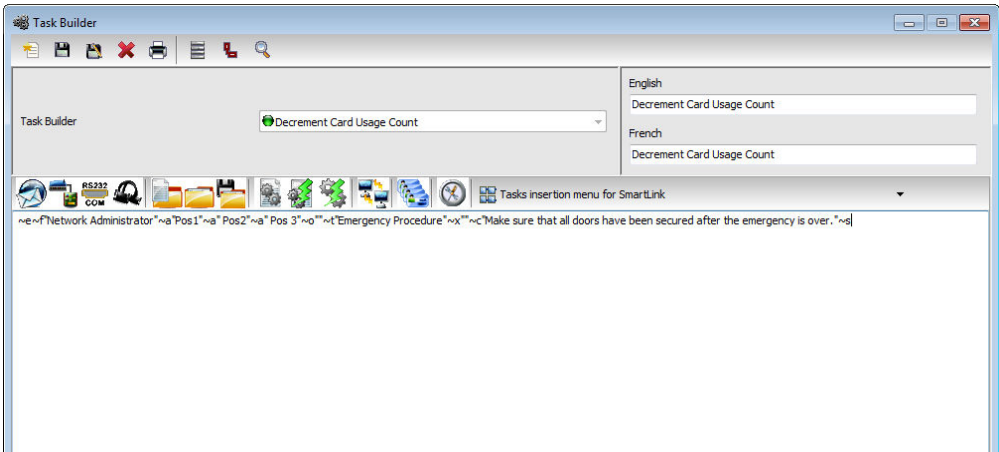 Task Builder
English
Decrement Card Usage Count
Task Builder
Decrement Card Usage Count
French
Decrement Card Usage Count
RS232
COM
Tasks insertion menu for SmartLink
~e~f"Network Administrator"~a"Pos1"~a" Pos2"~a" Pos 3"~o""~t"Emergency Procedure"~x""~c"Make sure that all doors have been secured after the emergency is over."~s